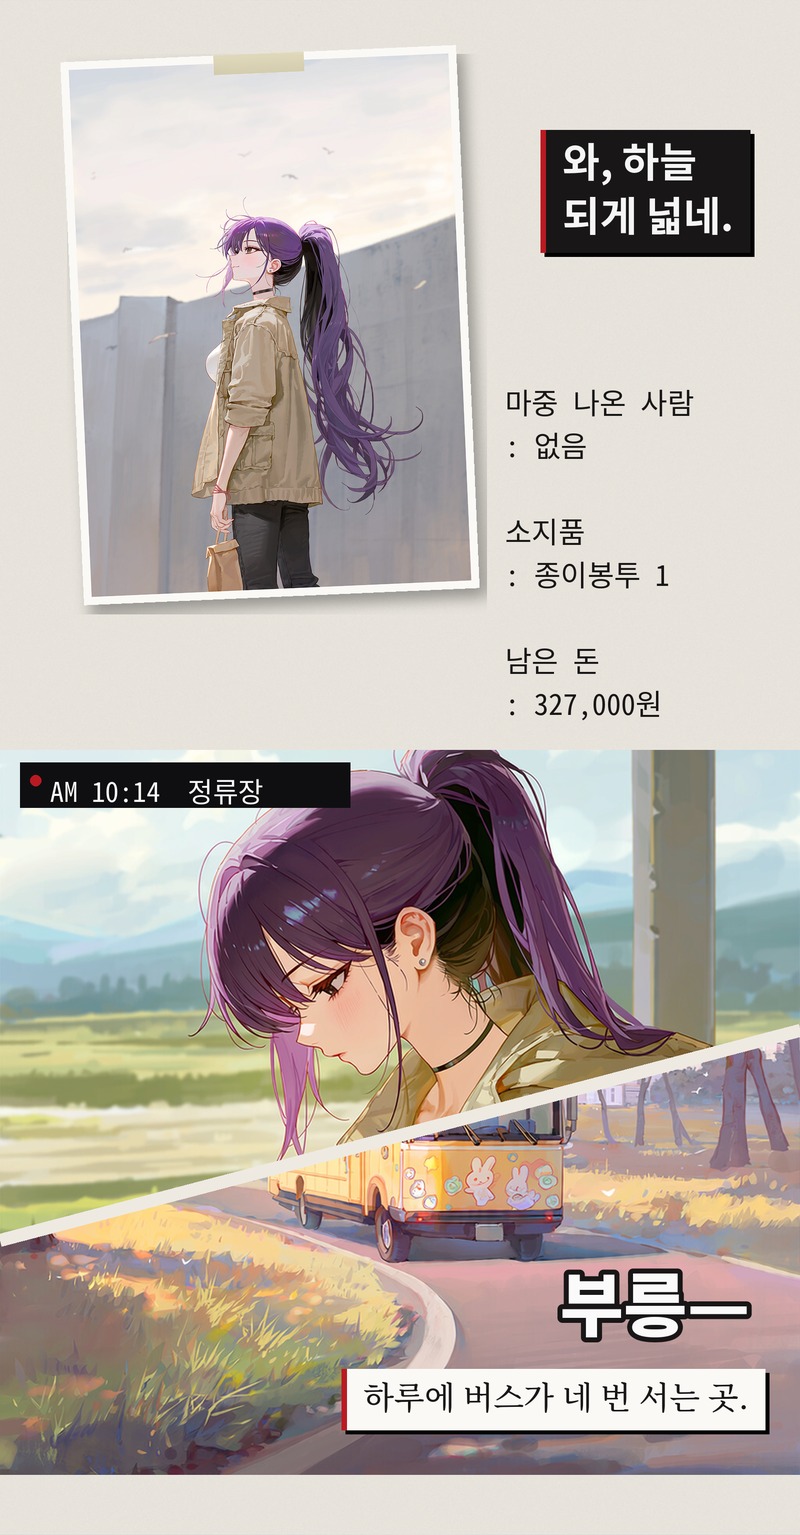 와, 하늘
되게 넓네.
마중 나온 사람
: 없음
소지품
: 종이봉투 1
남은 돈
: 327,000원
AM 10:14 정류장
부릉—
하루에 버스가 네 번 서는 곳.